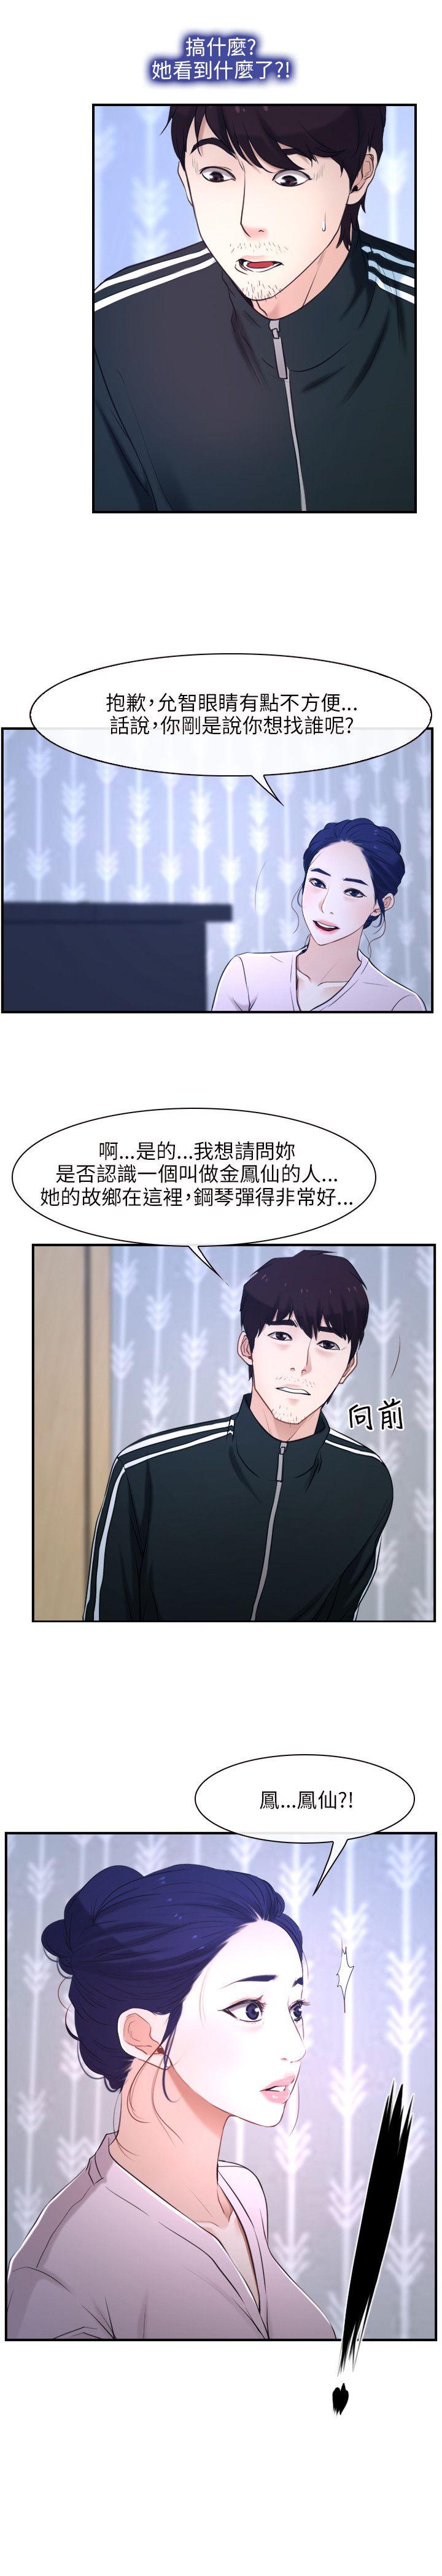 搞什麼?
她看到什麼了?!
抱歉,允智眼睛有點不方便...
話說,你剛是說你想找誰呢?
啊...是的...我想請問妳
是否認識一個叫做金鳳仙的人...
她的故鄉在這裡,鋼琴彈得非常好...
向前
鳳...鳳仙?!